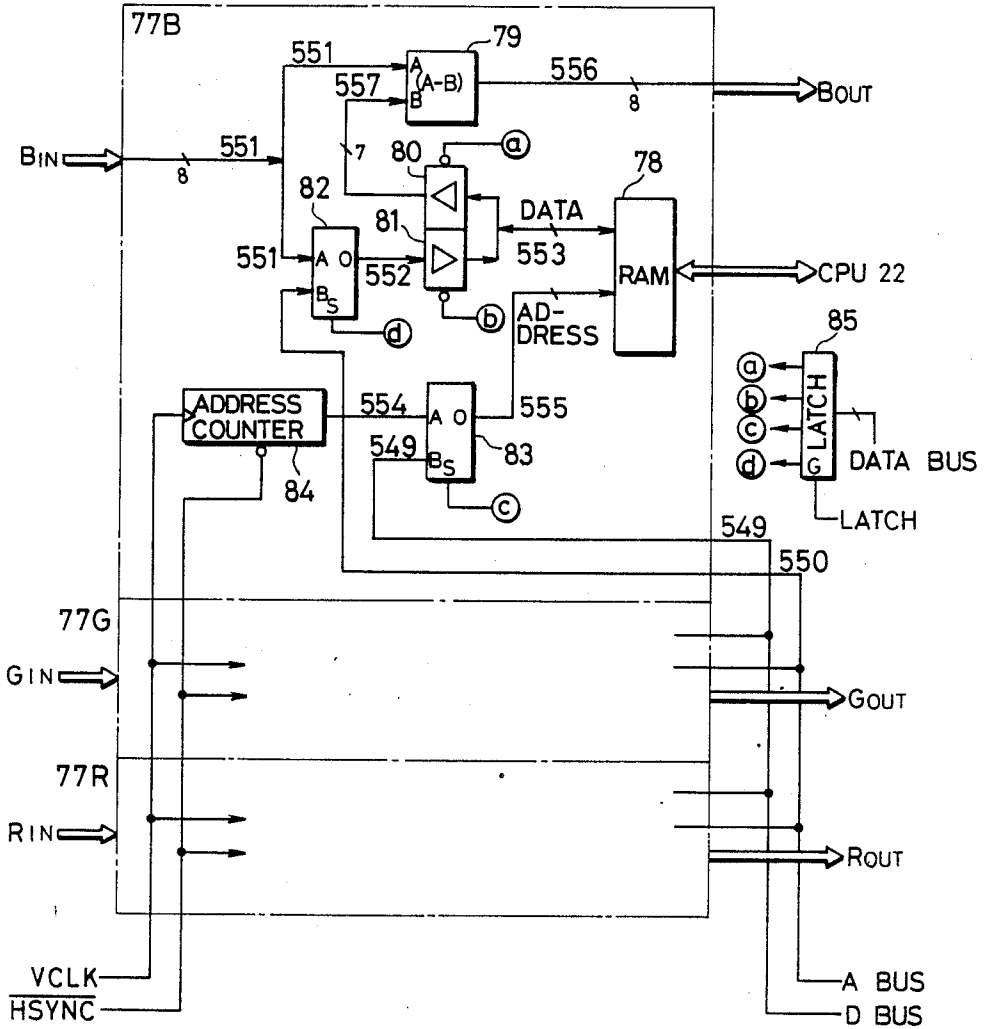 77B
79
551
A
(A-B)
B
556
8
BOUT
557
BIN
8
551
7
80
a
78
82
81
DATA
553
551
A O
552
BS
RAM
CPU 22
d
b
AD-
DRESS
85
a
b
c
d
LATCH
G
DATA BUS
LATCH
ADDRESS
COUNTER
554
A O
555
549
BS
83
84
c
549
550
77G
GIN
GOUT
77R
RIN
ROUT
VCLK
HSYNC
A BUS
D BUS